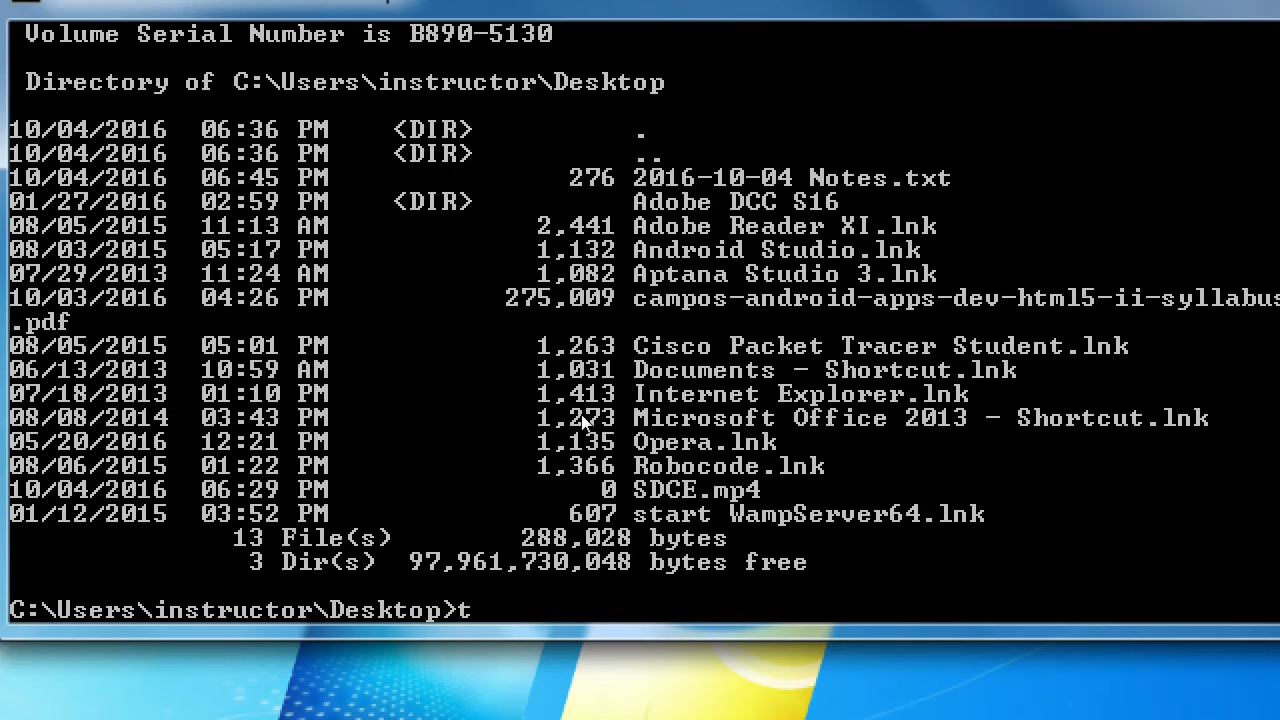 Volume Serial Number is B890-5130
Directory of C:\Users\instructor\Desktop
10/04/2016 06:36 PM <DIR> .
10/04/2016 06:36 PM <DIR> ..
10/04/2016 06:45 PM 276 2016-10-04 Notes.txt
01/27/2016 02:59 PM <DIR> Adobe DCC S16
08/05/2015 11:13 AM 2,441 Adobe Reader XI.lnk
08/03/2015 05:17 PM 1,132 Android Studio.lnk
07/29/2013 11:24 AM 1,082 Aptana Studio 3.lnk
10/03/2016 04:26 PM 275,009 campos-android-apps-dev-html5-ii-syllabus
.pdf
08/05/2015 05:01 PM 1,263 Cisco Packet Tracer Student.lnk
06/13/2013 10:59 AM 1,031 Documents - Shortcut.lnk
07/18/2013 01:10 PM 1,413 Internet Explorer.lnk
08/08/2014 03:43 PM 1,273 Microsoft Office 2013 - Shortcut.lnk
05/20/2016 12:21 PM 1,135 Opera.lnk
08/06/2015 01:22 PM 1,366 Robocode.lnk
10/04/2016 06:29 PM 0 SDCE.mp4
01/12/2015 03:52 PM 607 start WampServer64.lnk
13 File(s) 288,028 bytes
3 Dir(s) 97,961,730,048 bytes free
C:\Users\instructor\Desktop>t